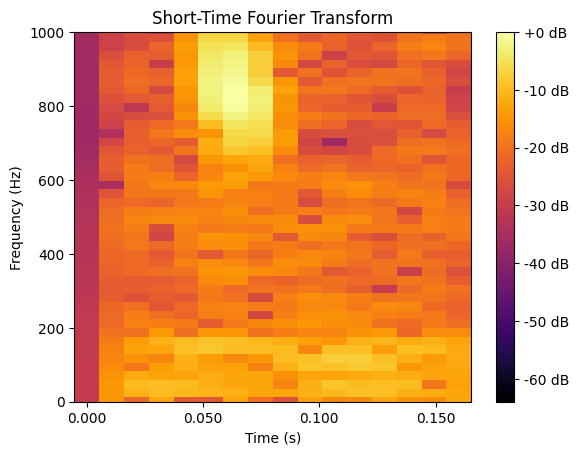 Short-Time Fourier Transform
1000
800
600
400
200
0
Frequency (Hz)
0.000
0.050
0.100
0.150
Time (s)
+0 dB
-10 dB
-20 dB
-30 dB
-40 dB
-50 dB
-60 dB